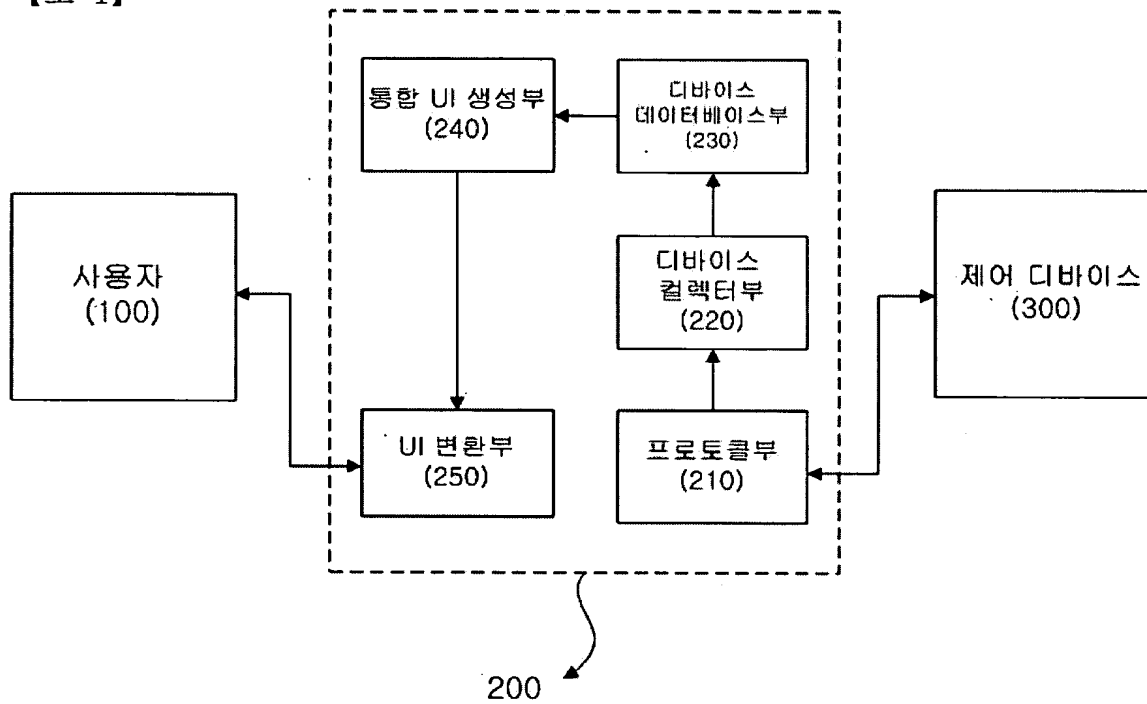 통합 UI 생성부
(240)
디바이스
데이터베이스부
(230)
사용자
(100)
디바이스
컬렉터부
(220)
제어 디바이스
(300)
UI 변환부
(250)
프로토콜부
(210)
200